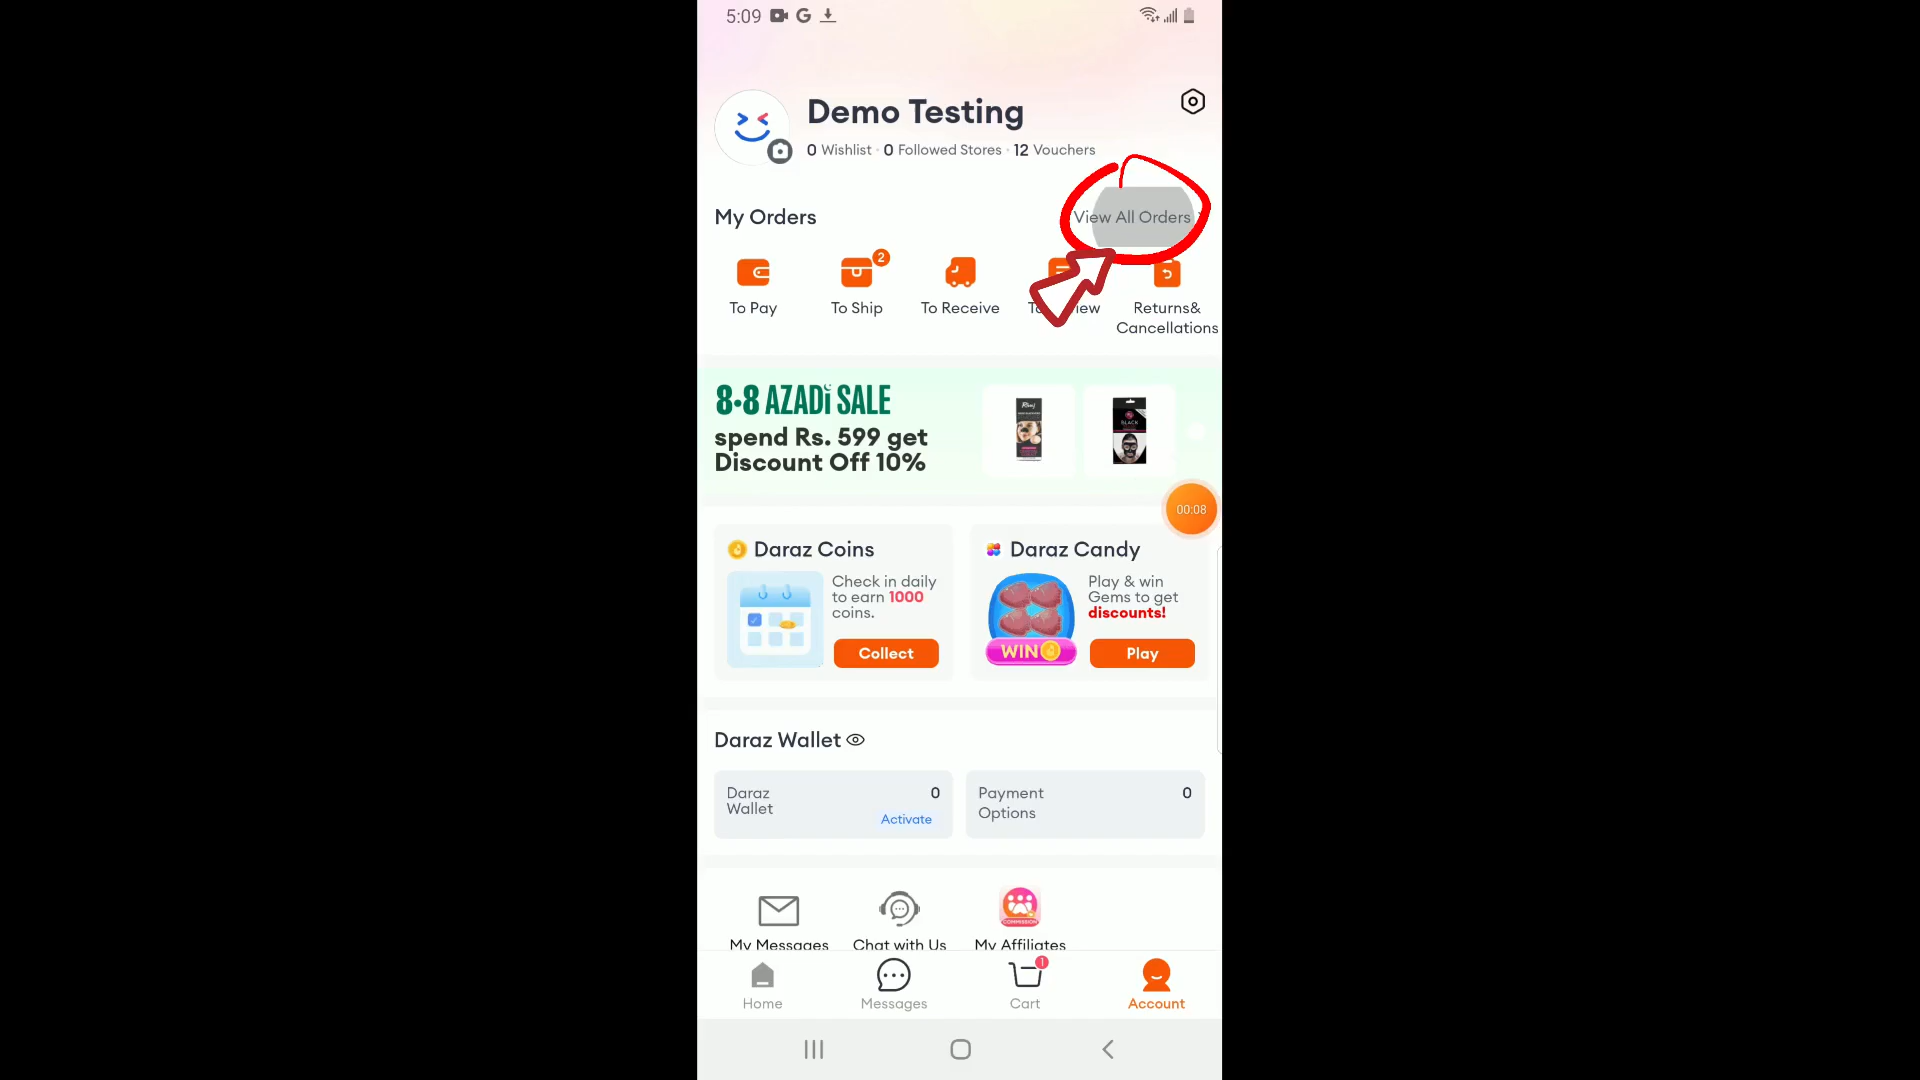 5:09
Demo Testing
0 Wishlist · 0 Followed Stores · 12 Vouchers
My Orders
View All Orders
2
To Pay
To Ship
To Receive
Returns&
Cancellations
8.8 AZADi SALE
spend Rs. 599 get
Discount Off 10%
BLACK
00:08
Daraz Coins
Check in daily
to earn 1000
coins.
Collect
Daraz Candy
Play & win
Gems to get
discounts!
WIN
Play
Daraz Wallet
Daraz
Wallet
0
Activate
Payment
Options
0
COMMISSION
My Messages
Chat with Us
My Affiliates
1
Home
Messages
Cart
Account